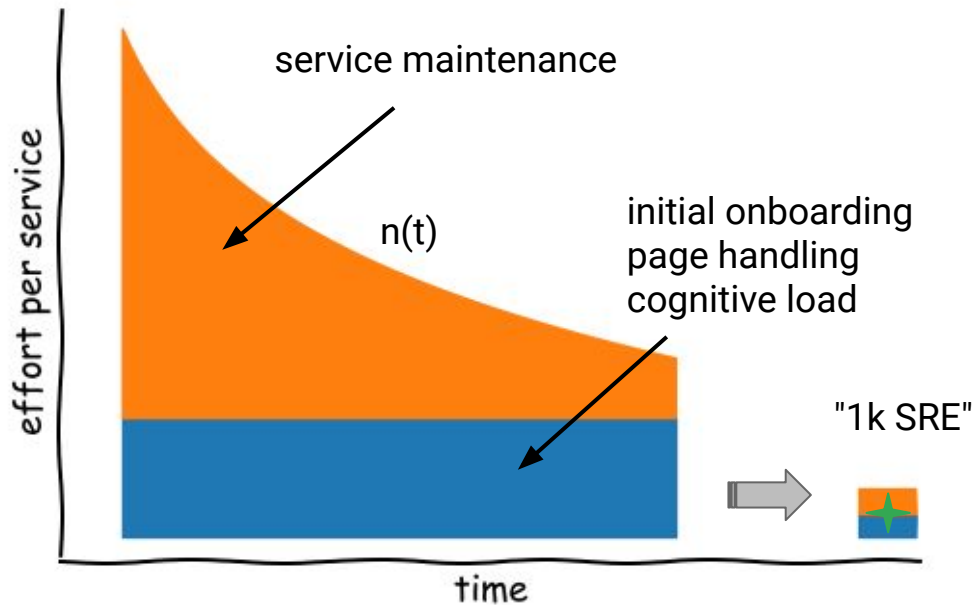 service maintenance
n(t)
initial onboarding
page handling
cognitive load
effort per service
"1k SRE"
time